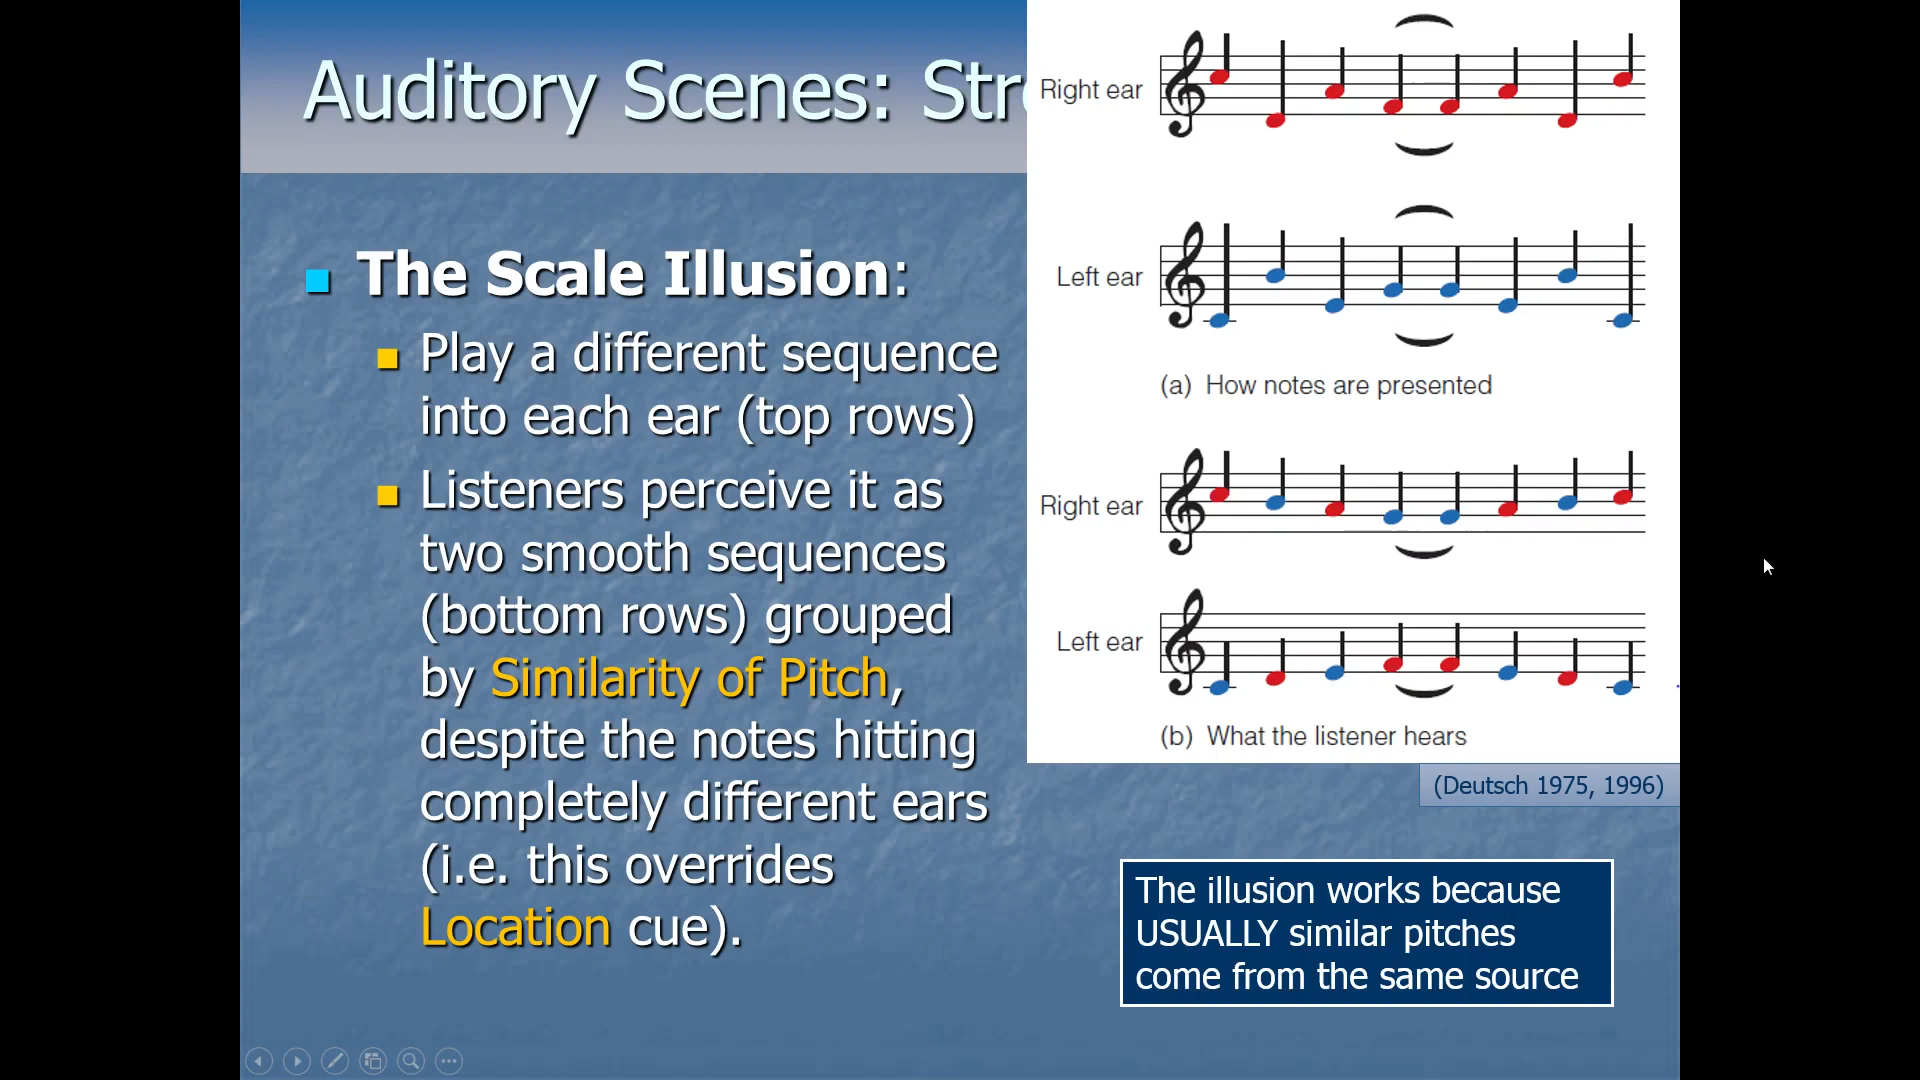 Auditory Scenes: Str
The Scale Illusion:
Play a different sequence
into each ear (top rows)
Listeners perceive it as
two smooth sequences
(bottom rows) grouped
by Similarity of Pitch,
despite the notes hitting
completely different ears
(i.e. this overrides
Location cue).
Right ear
Left ear
(a) How notes are presented
Right ear
Left ear
(b) What the listener hears
(Deutsch 1975, 1996)
The illusion works because
USUALLY similar pitches
come from the same source